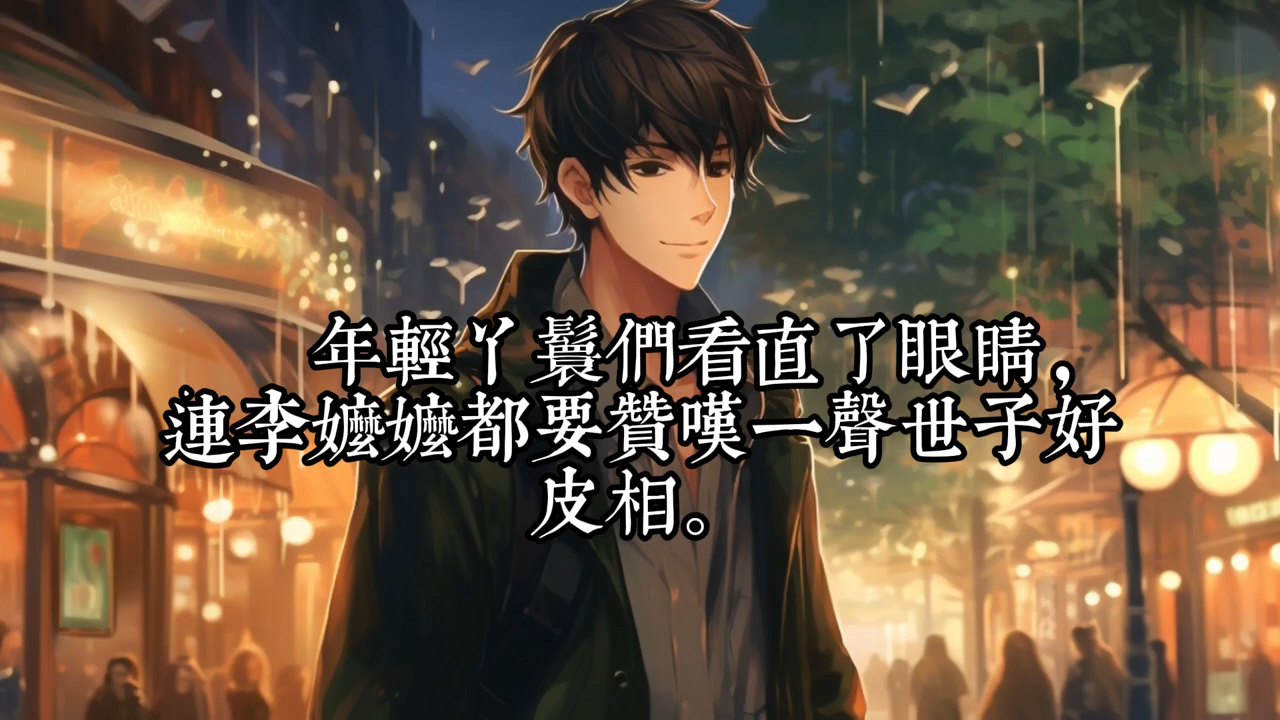 年輕丫鬟們看直了眼睛，
連李嬤嬤都要贊嘆一聲世子好
皮相。